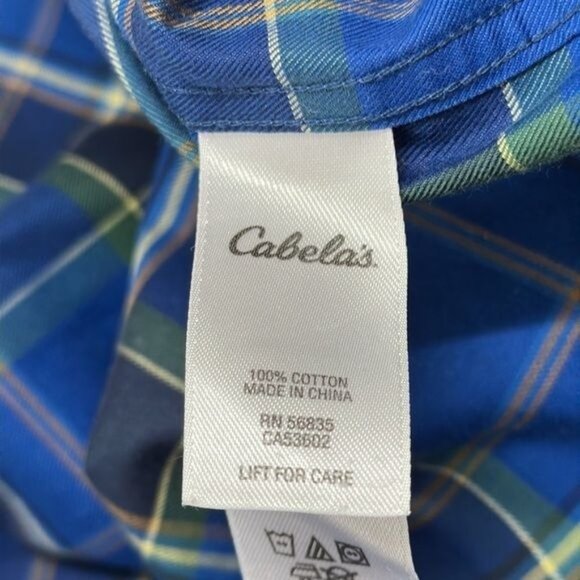 Cabela's
100% COTTON
MADE IN CHINA
RN 56835
CA53602
LIFT FOR CARE